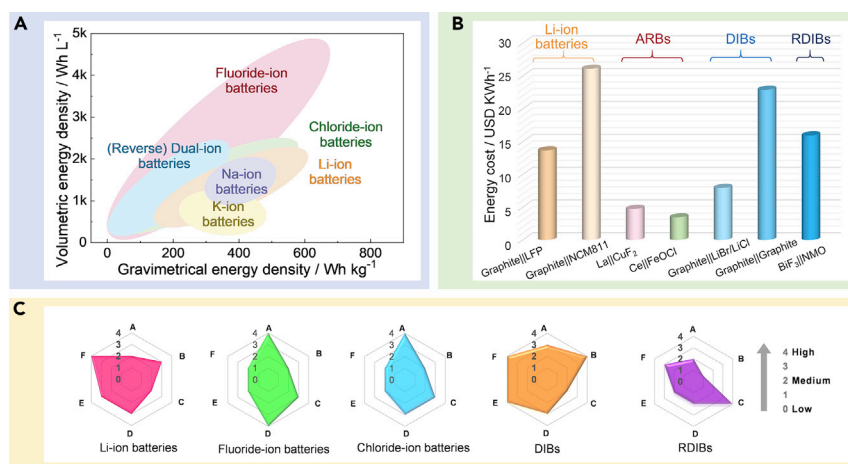 A
Volumetric energy density / Wh L-1
5k
4k
3k
2k
1k
0
0
200
400
600
800
Gravimetrical energy density / Wh kg-1
Fluoride-ion
batteries
Chloride-ion
batteries
(Reverse) Dual-ion
batteries
Li-ion
batteries
Na-ion
batteries
K-ion
batteries
B
Energy cost / USD KWh-1
30
25
20
15
10
5
0
Li-ion
batteries
ARBs
DIBs
RDIBs
Graphite||LFP
Graphite||NCM811
La||CuF2
Ce||FeOCl
Graphite||LiBr/LiCl
Graphite||Graphite
BiF3||NMO
C
A
B
C
D
E
F
4
3
2
1
0
Li-ion batteries
A
B
C
D
E
F
4
3
2
1
0
Fluoride-ion batteries
A
B
C
D
E
F
4
3
2
1
0
Chloride-ion batteries
A
B
C
D
E
F
4
3
2
1
0
DIBs
A
B
C
D
E
F
4
3
2
1
0
RDIBs
4 High
3
2 Medium
1
0 Low